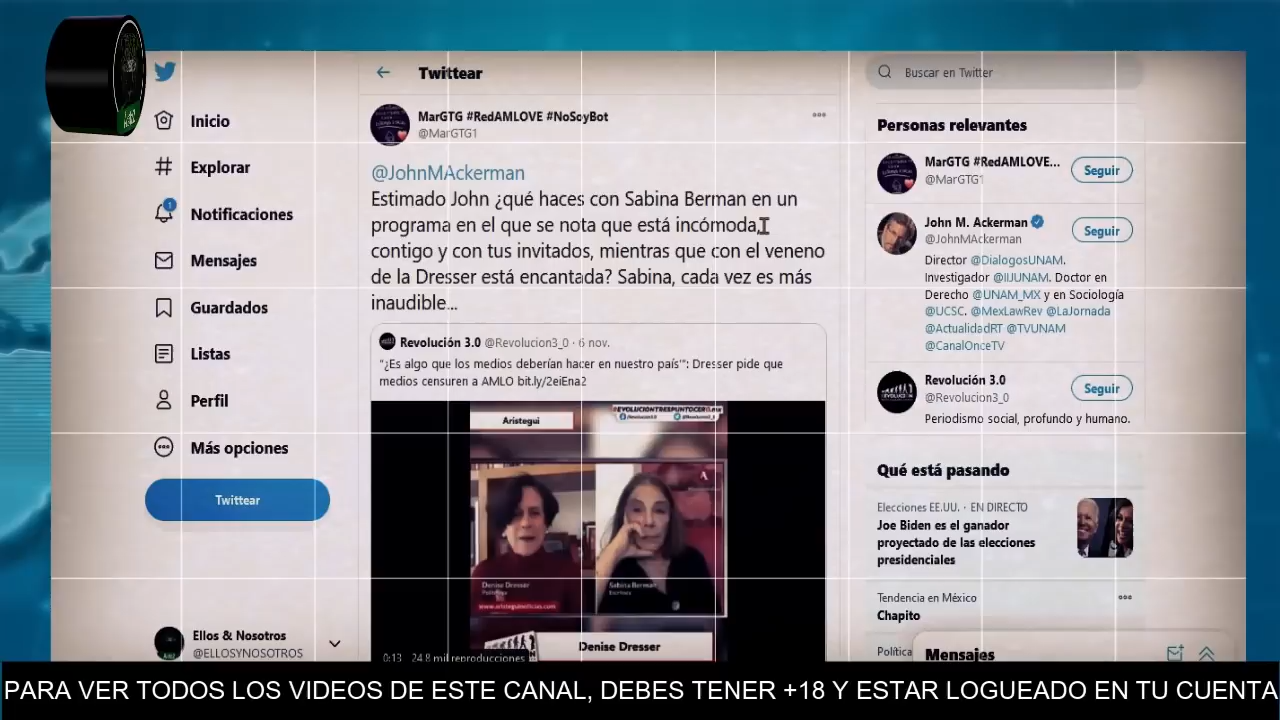 Inicio
Explorar
1
Notificaciones
Mensajes
Guardados
Listas
Perfil
Más opciones
Twittear
Ellos & Nosotros
@ELLOSYNOSOTROS
Twittear
MarGTG #RedAMLOVE #NoSoyBot
@MarGTG1
@JohnMAckerman
Estimado John ¿qué haces con Sabina Berman en un
programa en el que se nota que está incómoda,
contigo y con tus invitados, mientras que con el veneno
de la Dresser está encantada? Sabina, cada vez es más
inaudible...
Revolución 3.0 @Revolucion3_0 · 6 nov.
"¿Es algo que los medios deberían hacer en nuestro país'": Dresser pide que
medios censuren a AMLO bit.ly/2eiEna2
Aristegui
REVOLUCIONTRESPUNTOCERO.mx
Denise Dresser
Sabina Berman
Escritora
www.aristeguinoticias.com
Denise Dresser
0:13 24.8 mil reproducciones
Buscar en Twitter
Personas relevantes
MarGTG #RedAMLOVE...
@MarGTG1
Seguir
John M. Ackerman
@JohnMAckerman
Seguir
Director @DialogosUNAM.
Investigador @IIJUNAM. Doctor en
Derecho @UNAM_MX y en Sociología
@UCSC. @MexLawRev @LaJornada
@ActualidadRT @TVUNAM
@CanalOnceTV
Revolución 3.0
@Revolucion3_0
Seguir
Periodismo social, profundo y humano.
Qué está pasando
Elecciones EE.UU. · EN DIRECTO
Joe Biden es el ganador
proyectado de las elecciones
presidenciales
Tendencia en México
Chapito
Política
Mensajes
PARA VER TODOS LOS VIDEOS DE ESTE CANAL, DEBES TENER +18 Y ESTAR LOGUEADO EN TU CUENTA